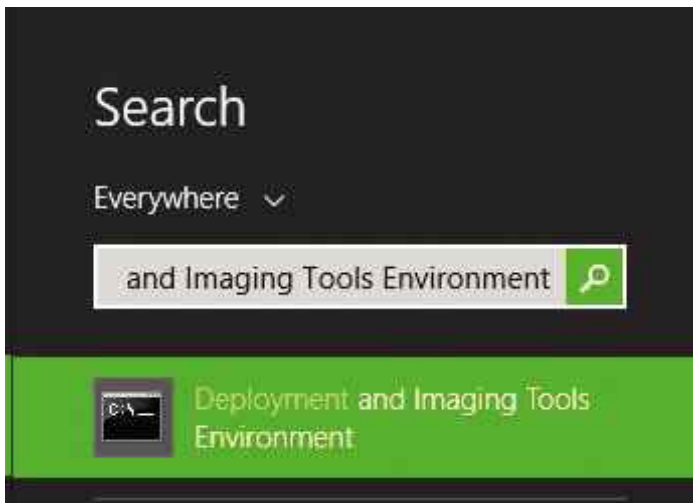 Search
Everywhere
and Imaging Tools Environment
C:\_
Deployment and Imaging Tools
Environment